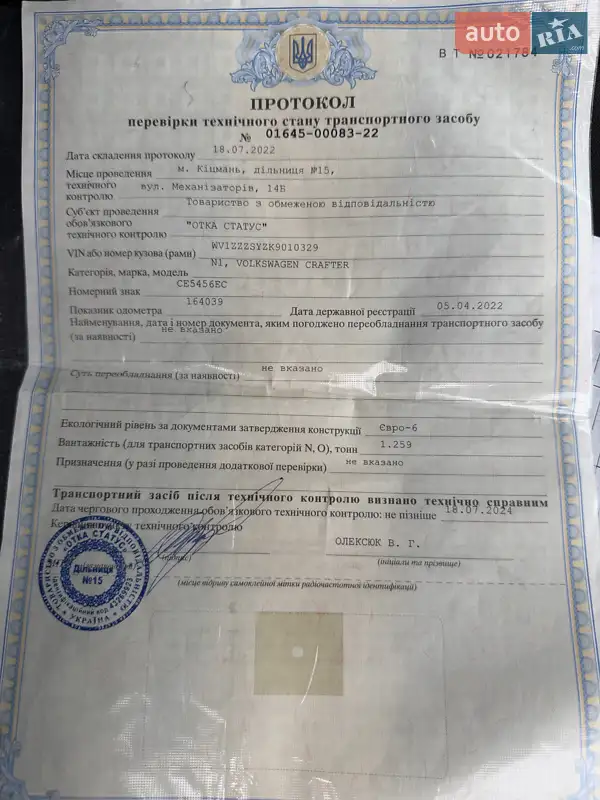 auto RIA.com
ВТ №021784
ПРОТОКОЛ
перевірки технічного стану транспортного засобу
№ 01645-00083-22
Дата складення протоколу 18.07.2022
Місце проведення м. Кіцмань, дільниця №15,
технічного вул. Механізаторів, 14Б
контролю
Суб'єкт проведення Товариство з обмеженою відповідальністю
обов'язкового
технічного контролю "ОТКА СТАТУС"
VIN або номер кузова (рами) WV1ZZZSYZK9010329
Категорія, марка, модель N1, VOLKSWAGEN CRAFTER
Номерний знак CE5456EC
Показник одометра 164039 Дата державної реєстрації 05.04.2022
Найменування, дата і номер документа, яким погоджено переобладнання транспортного засобу
(за наявності) не вказано
Суть переобладнання (за наявності) не вказано
Екологічний рівень за документами затвердження конструкції Євро-6
Вантажність (для транспортних засобів категорій N, O), тонн 1.259
Призначення (у разі проведення додаткової перевірки) не вказано
Транспортний засіб після технічного контролю визнано технічно справним
Дата чергового проходження обов'язкового технічного контролю: не пізніше 18.07.2024
технічного контролю
ОЛЕКСЮК В. Г.
(підпис) (ініціали та прізвище)
(місце відриву самоклейної мітки радіочастотної ідентифікації)
"ОТКА СТАТУС"
Дільниця
№15
УКРАЇНА